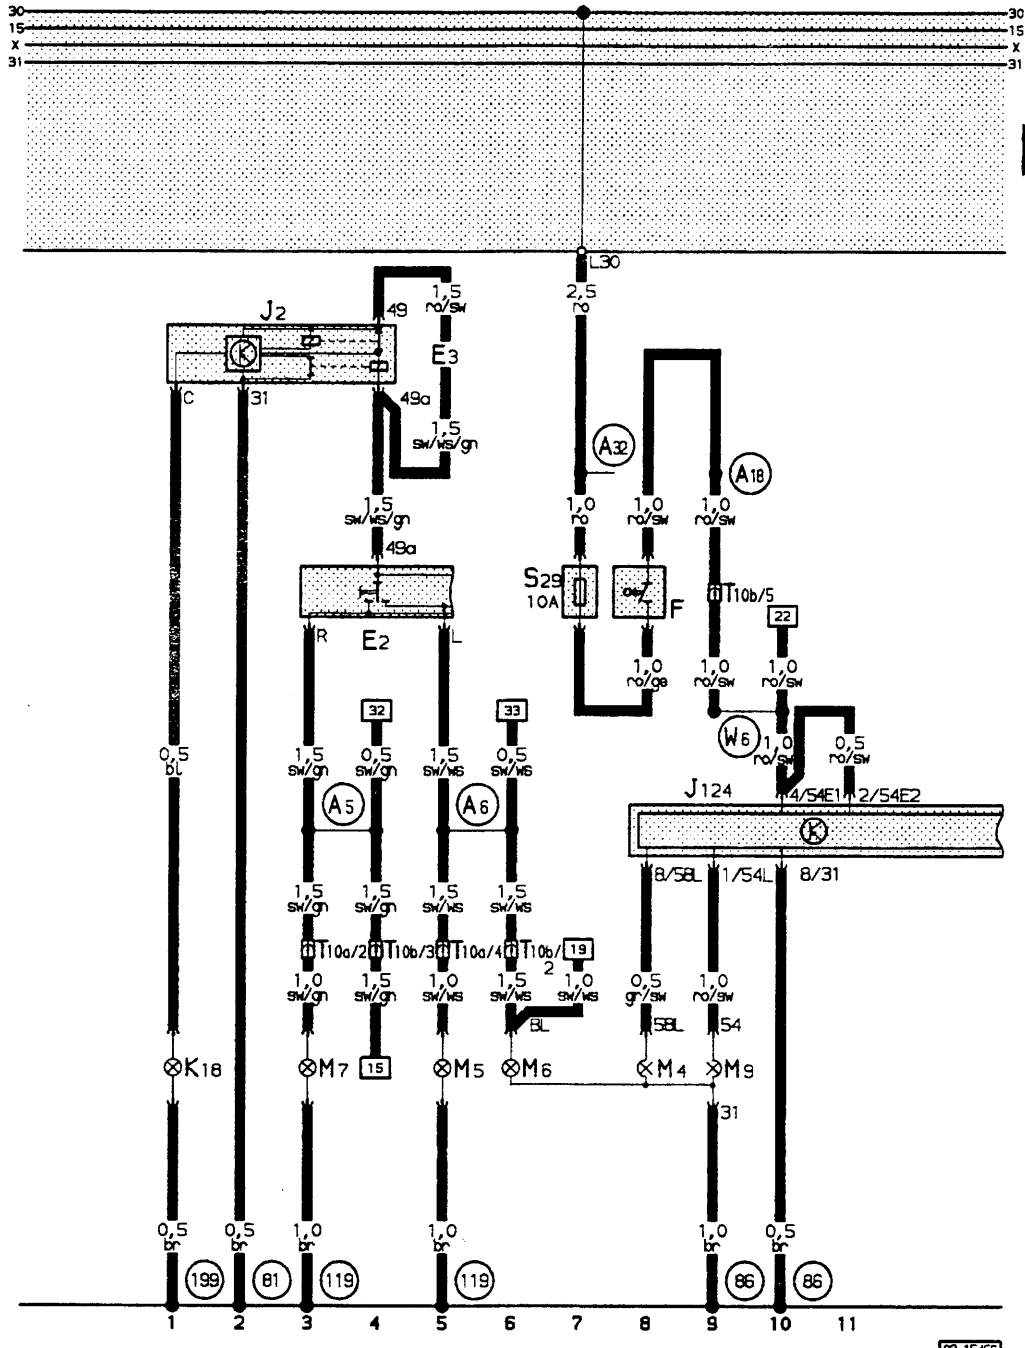 30 30
15 15
X X
31 31
L30
1,5
ro/sw
2,5
ro
J2
49
E3
C
31
49a
1,5
sw/ws/gn
A32
A18
1,5
sw/ws/gn
1,0
ro
1,0
ro/sw
1,0
ro/sw
49a
S29
10A
F
T10b/5
22
R
E2
L
1,0
ro/ge
1,0
ro/sw
1,0
ro/sw
32
33
W6
0,5
bl
1,5
sw/gn
0,5
sw/gn
1,5
sw/ws
0,5
sw/ws
1,0
ro/sw
0,5
ro/sw
A5
A6
J124
4/54E1
2/54E2
K
K
8/58L
1/54L
8/31
1,5
sw/gn
1,5
sw/gn
1,5
sw/ws
1,5
sw/ws
T10a/2
T10b/3
T10a/4
T10b/
2
19
1,0
sw/gn
1,5
sw/gn
1,0
sw/ws
1,5
sw/ws
1,0
sw/ws
0,5
gr/sw
1,0
ro/sw
BL
58L
54
K18
M7
15
M5
M6
M4
M9
31
0,5
br
0,5
br
1,0
br
1,0
br
1,0
br
0,5
br
199
81
119
119
86
86
1 2 3 4 5 6 7 8 9 10 11